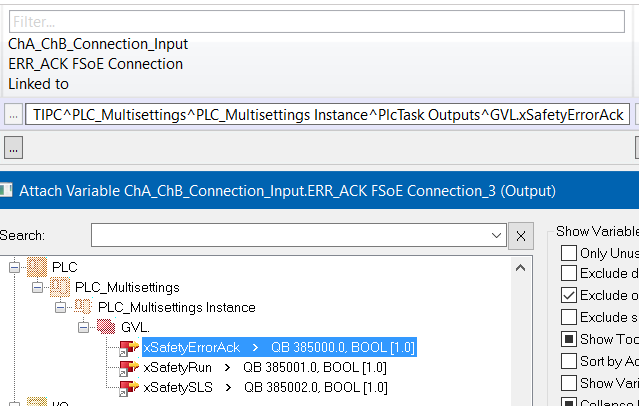 Filter...
ChA_ChB_Connection_Input
ERR_ACK FSoE Connection
Linked to
... TIPC^PLC_Multisettings^PLC_Multisettings Instance^PlcTask Outputs^GVL.xSafetyErrorAck
...
Attach Variable ChA_ChB_Connection_Input.ERR_ACK FSoE Connection_3 (Output)
Search: X
Show Variable
PLC
PLC_Multisettings
PLC_Multisettings Instance
GVL.
xSafetyErrorAck > QB 385000.0, BOOL [1.0]
xSafetyRun > QB 385001.0, BOOL [1.0]
xSafetySLS > QB 385002.0, BOOL [1.0]
I/O
Only Unus
Exclude d
Exclude o
Exclude s
Show Too
Sort by Ad
Show Vari
Collapse